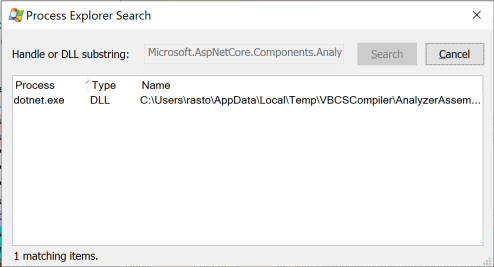 Process Explorer Search
Handle or DLL substring: Microsoft.AspNetCore.Components.Analy Search Cancel
Process Type Name
dotnet.exe DLL C:\Users\rasto\AppData\Local\Temp\VBCSCompiler\AnalyzerAssem...
1 matching items.